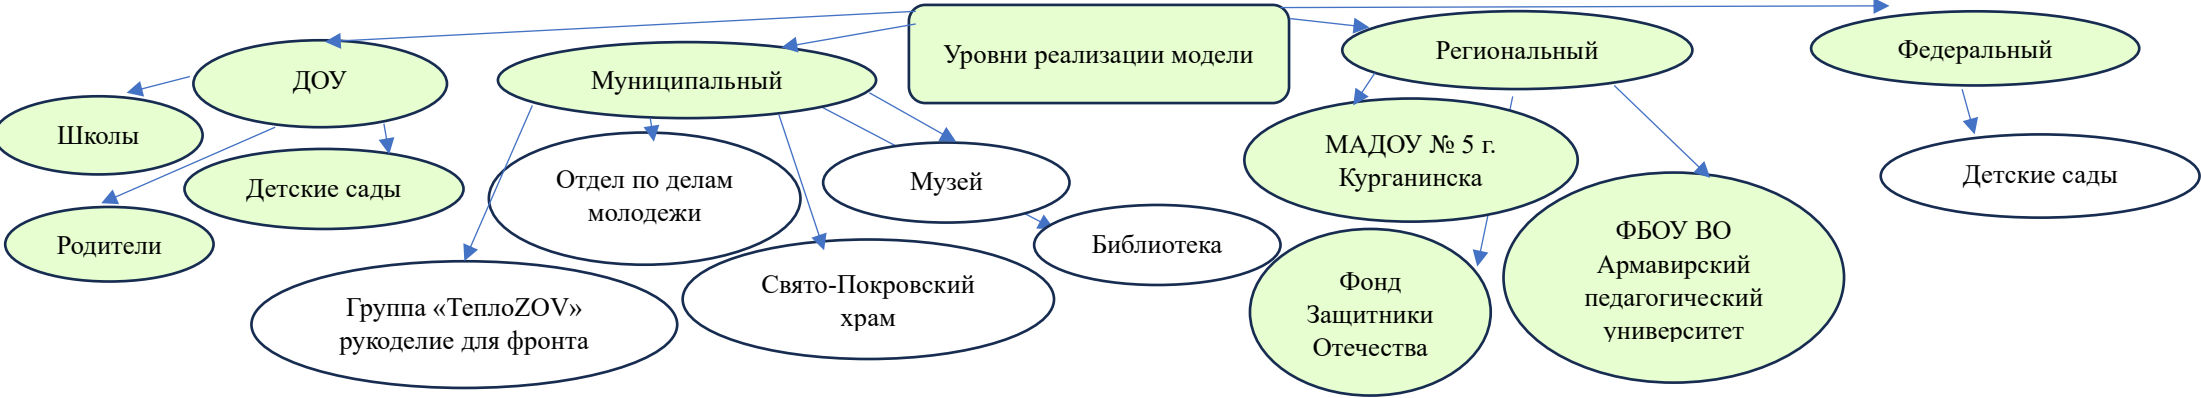 Уровни реализации модели
ДОУ
Муниципальный
Региональный
Федеральный
Школы
Детские сады
Родители
Отдел по делам
молодежи
Музей
Библиотека
Группа «ТеплоZOV»
рукоделие для фронта
Свято-Покровский
храм
МАДОУ № 5 г.
Курганинска
Фонд
Защитники
Отечества
ФБОУ ВО
Армавирский
педагогический
университет
Детские сады